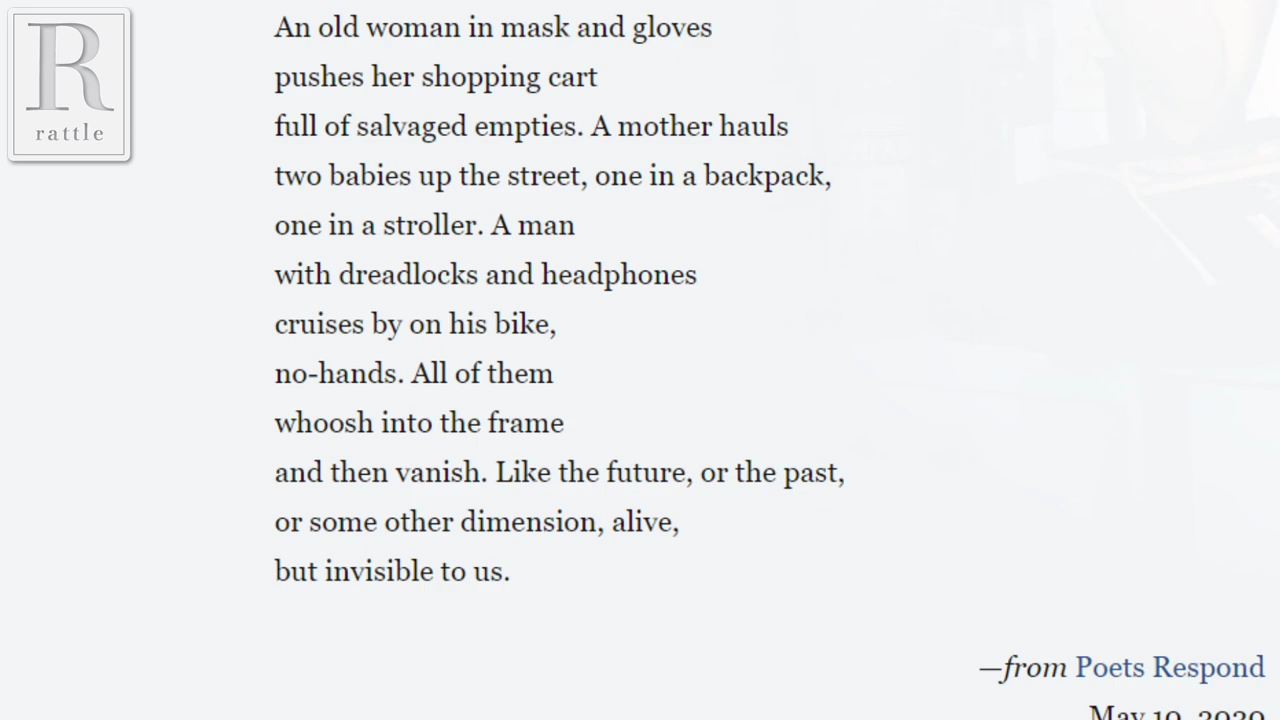 R
rattle
An old woman in mask and gloves
pushes her shopping cart
full of salvaged empties. A mother hauls
two babies up the street, one in a backpack,
one in a stroller. A man
with dreadlocks and headphones
cruises by on his bike,
no-hands. All of them
whoosh into the frame
and then vanish. Like the future, or the past,
or some other dimension, alive,
but invisible to us.
—from Poets Respond
May 10, 2020